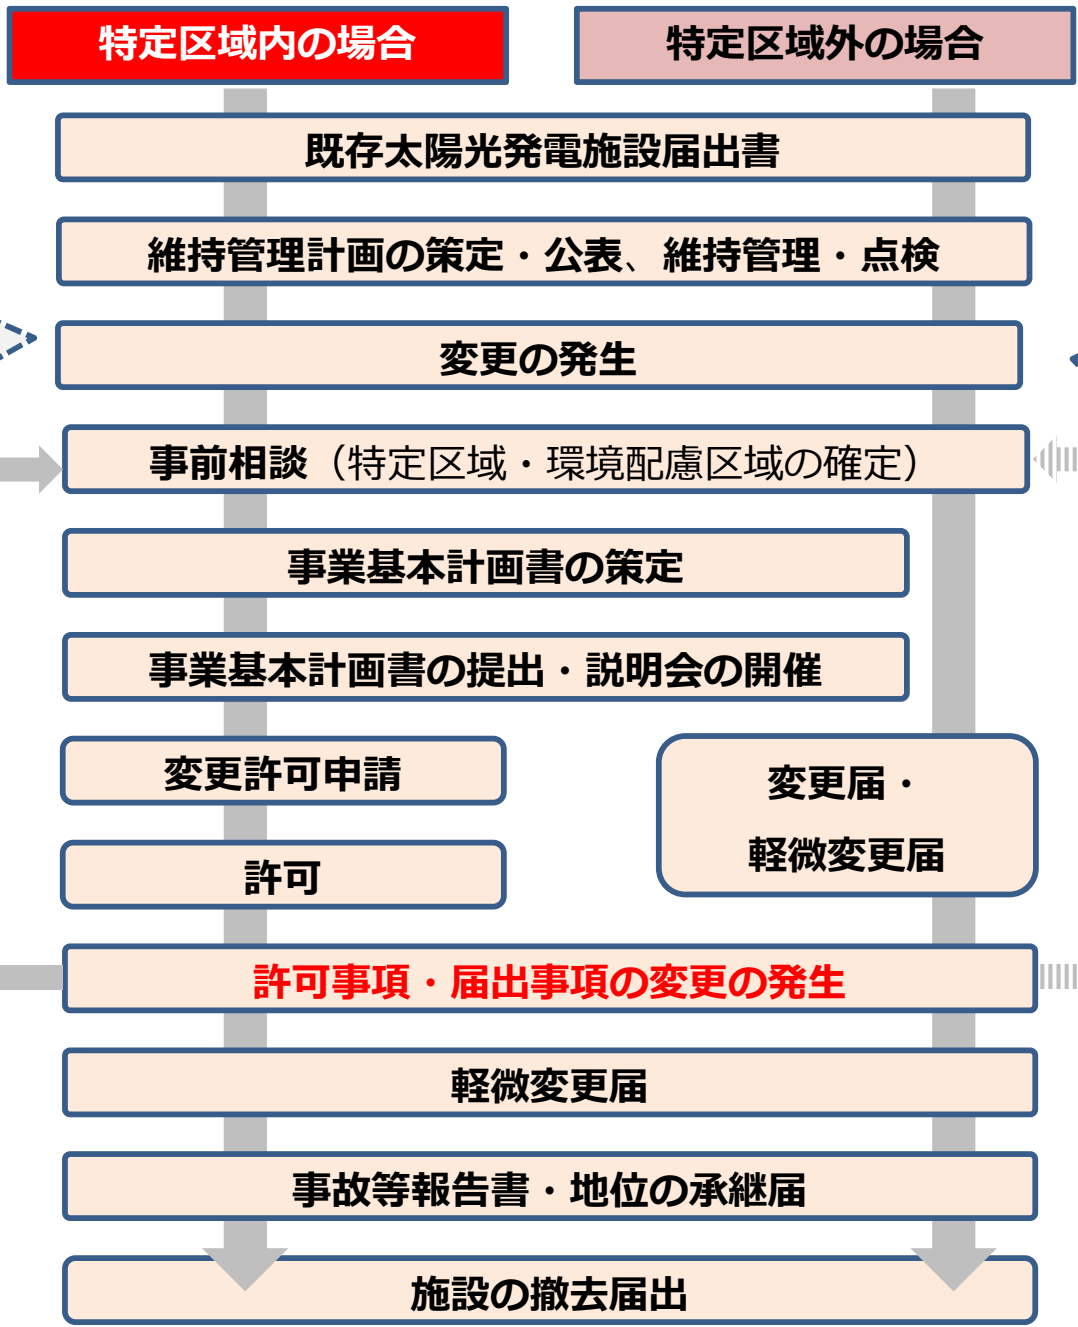 特定区域内の場合
特定区域外の場合
既存太陽光発電施設届出書
維持管理計画の策定・公表、維持管理・点検
変更の発生
事前相談（特定区域・環境配慮区域の確定）
事業基本計画書の策定
事業基本計画書の提出・説明会の開催
変更許可申請
許可
変更届・
軽微変更届
許可事項・届出事項の変更の発生
軽微変更届
事故等報告書・地位の承継届
施設の撤去届出